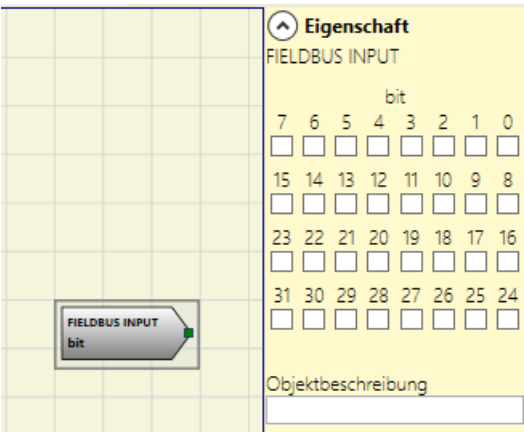 Eigenschaft
FIELDBUS INPUT
bit
7 6 5 4 3 2 1 0
15 14 13 12 11 10 9 8
23 22 21 20 19 18 17 16
31 30 29 28 27 26 25 24
FIELDBUS INPUT
bit
Objektbeschreibung